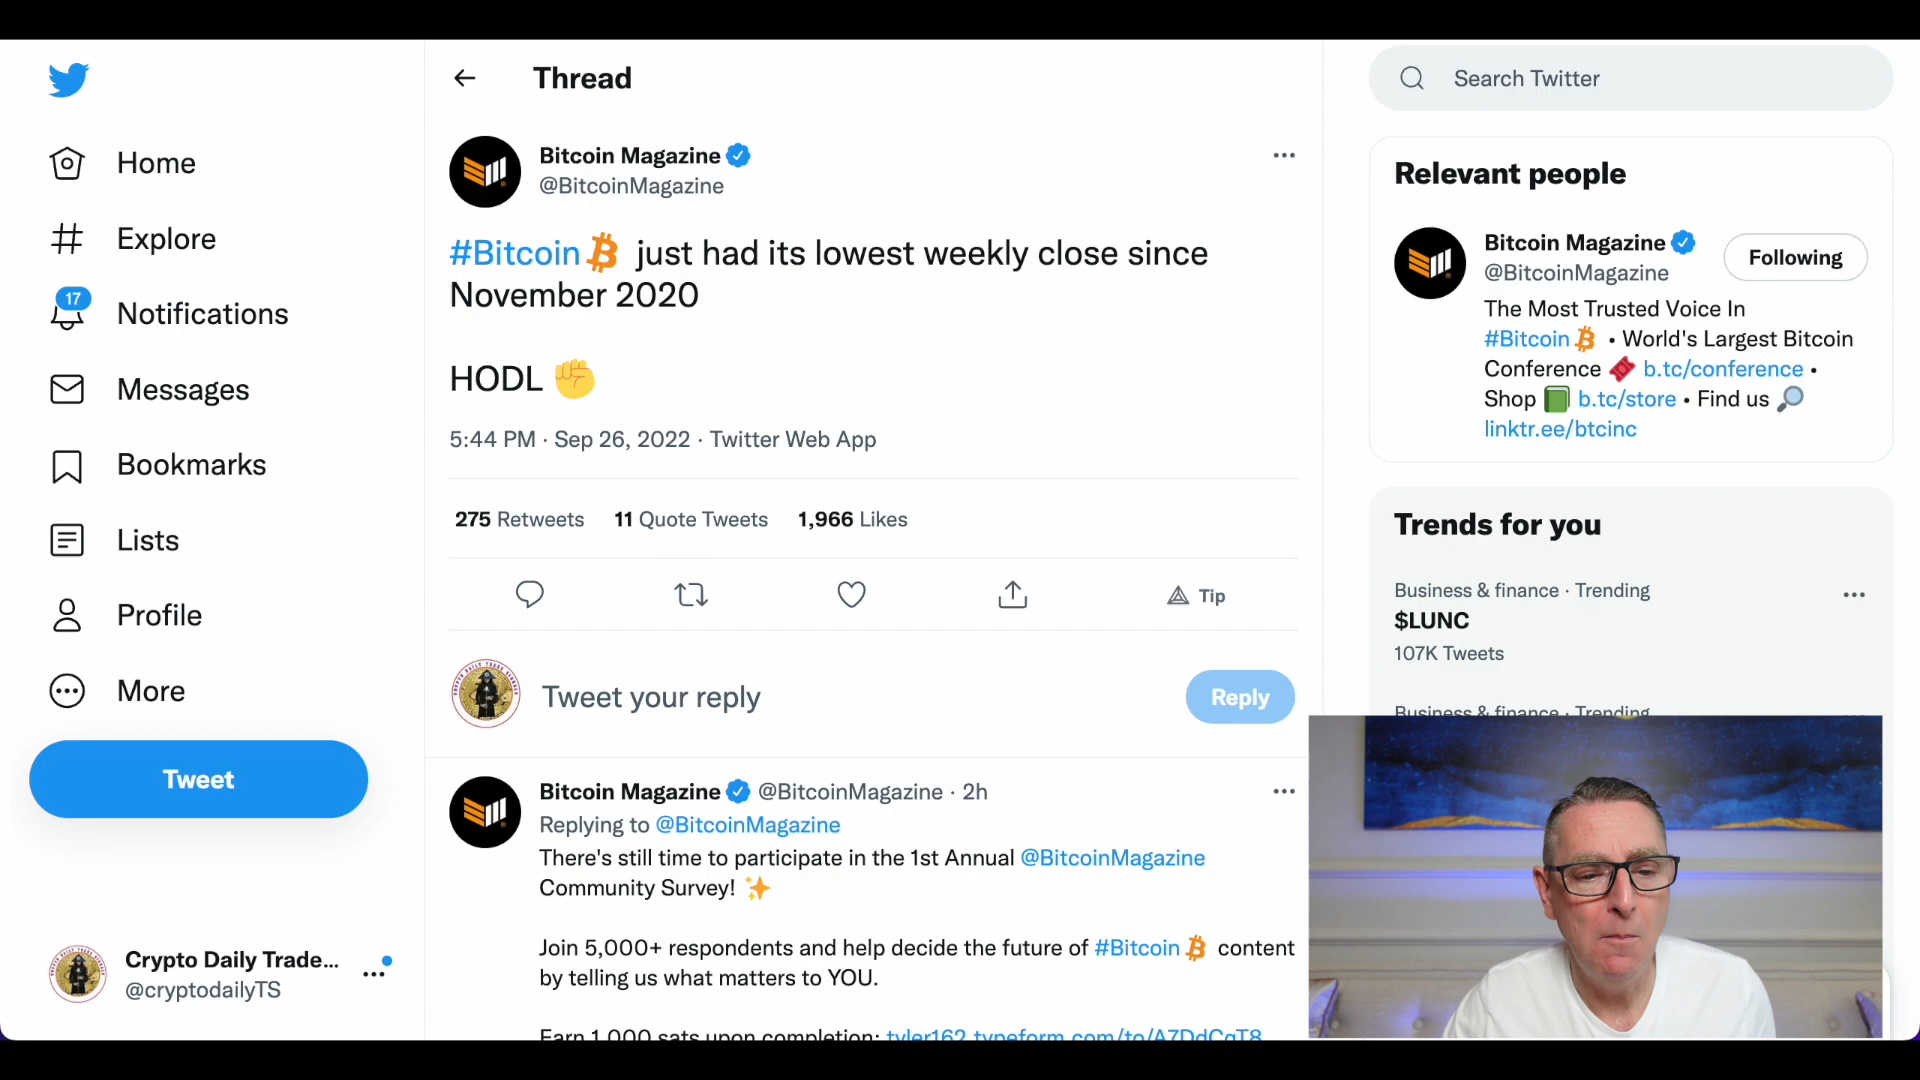 Home
Explore
17
Notifications
Messages
Bookmarks
Lists
Profile
More
Tweet
Crypto Daily Trade...
@cryptodailyTS
Thread
Bitcoin Magazine
@BitcoinMagazine
#Bitcoin just had its lowest weekly close since
November 2020
HODL ✊
5:44 PM · Sep 26, 2022 · Twitter Web App
275 Retweets 11 Quote Tweets 1,966 Likes
Tip
Tweet your reply
Reply
Bitcoin Magazine @BitcoinMagazine · 2h
Replying to @BitcoinMagazine
There's still time to participate in the 1st Annual @BitcoinMagazine
Community Survey! ✨
Join 5,000+ respondents and help decide the future of #Bitcoin content
by telling us what matters to YOU.
Earn 1,000 sats upon completion: tyler162.typeform.com/to/A7DdCgT8
Search Twitter
Relevant people
Bitcoin Magazine
@BitcoinMagazine
Following
The Most Trusted Voice In
#Bitcoin • World's Largest Bitcoin
Conference 🎟 b.tc/conference •
Shop 📗 b.tc/store • Find us 🔎
linktr.ee/btcinc
Trends for you
Business & finance · Trending
$LUNC
107K Tweets
Business & finance · Trending